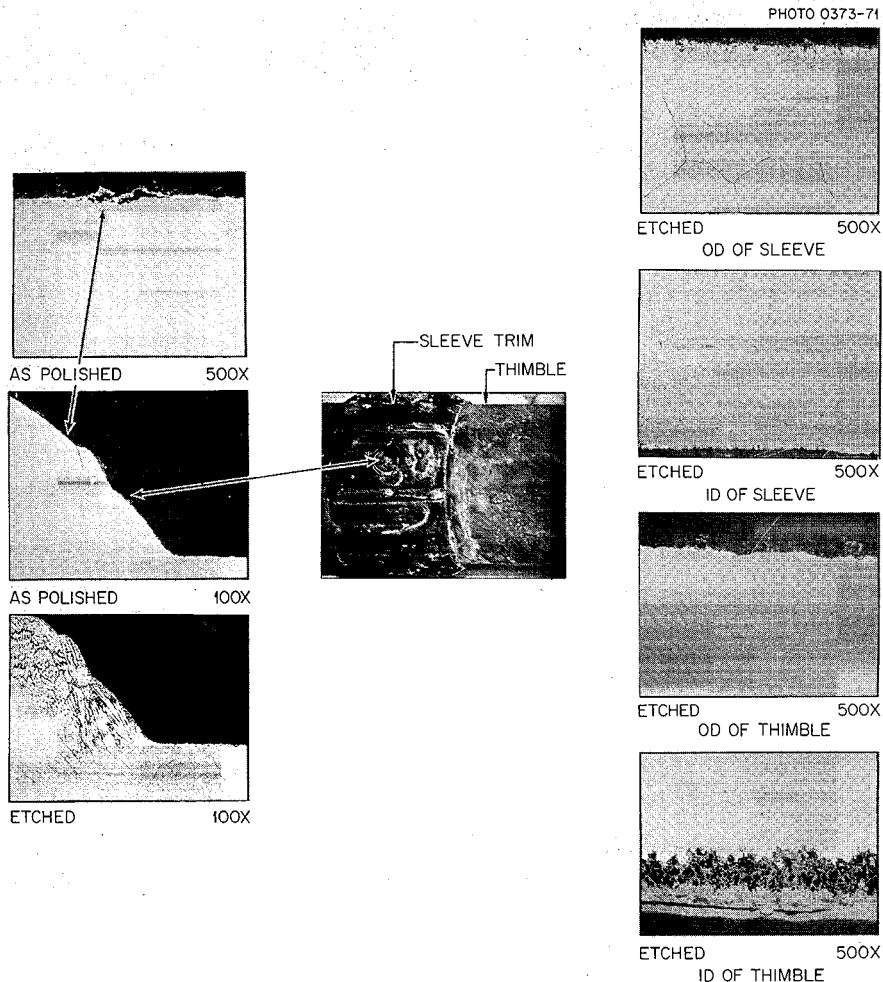 PHOTO 0373-71
AS POLISHED 500X
AS POLISHED 100X
ETCHED 100X
SLEEVE TRIM
THIMBLE
ETCHED 500X
OD OF SLEEVE
ETCHED 500X
ID OF SLEEVE
ETCHED 500X
OD OF THIMBLE
ETCHED 500X
ID OF THIMBLE